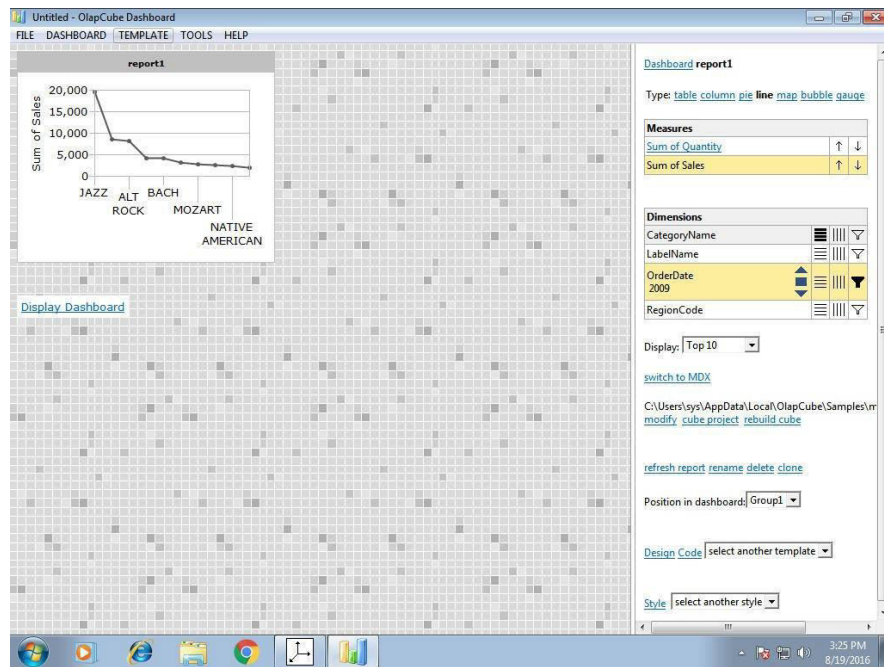 Untitled - OlapCube Dashboard
FILE DASHBOARD TEMPLATE TOOLS HELP
report1
Sum of Sales
20,000
15,000
10,000
5,000
0
JAZZ
ALT ROCK
BACH
MOZART
NATIVE AMERICAN
Display Dashboard
Dashboard report1
Type: table column pie line map bubble gauge
Measures
Sum of Quantity ↑ ↓
Sum of Sales ↑ ↓
Dimensions
CategoryName
LabelName
OrderDate
2009
RegionCode
Display: Top 10
switch to MDX
C:\Users\sys\AppData\Local\OlapCube\Samples\m
modify cube project rebuild cube
refresh report rename delete clone
Position in dashboard: Group1
Design Code select another template
Style select another style
3:25 PM
8/19/2016